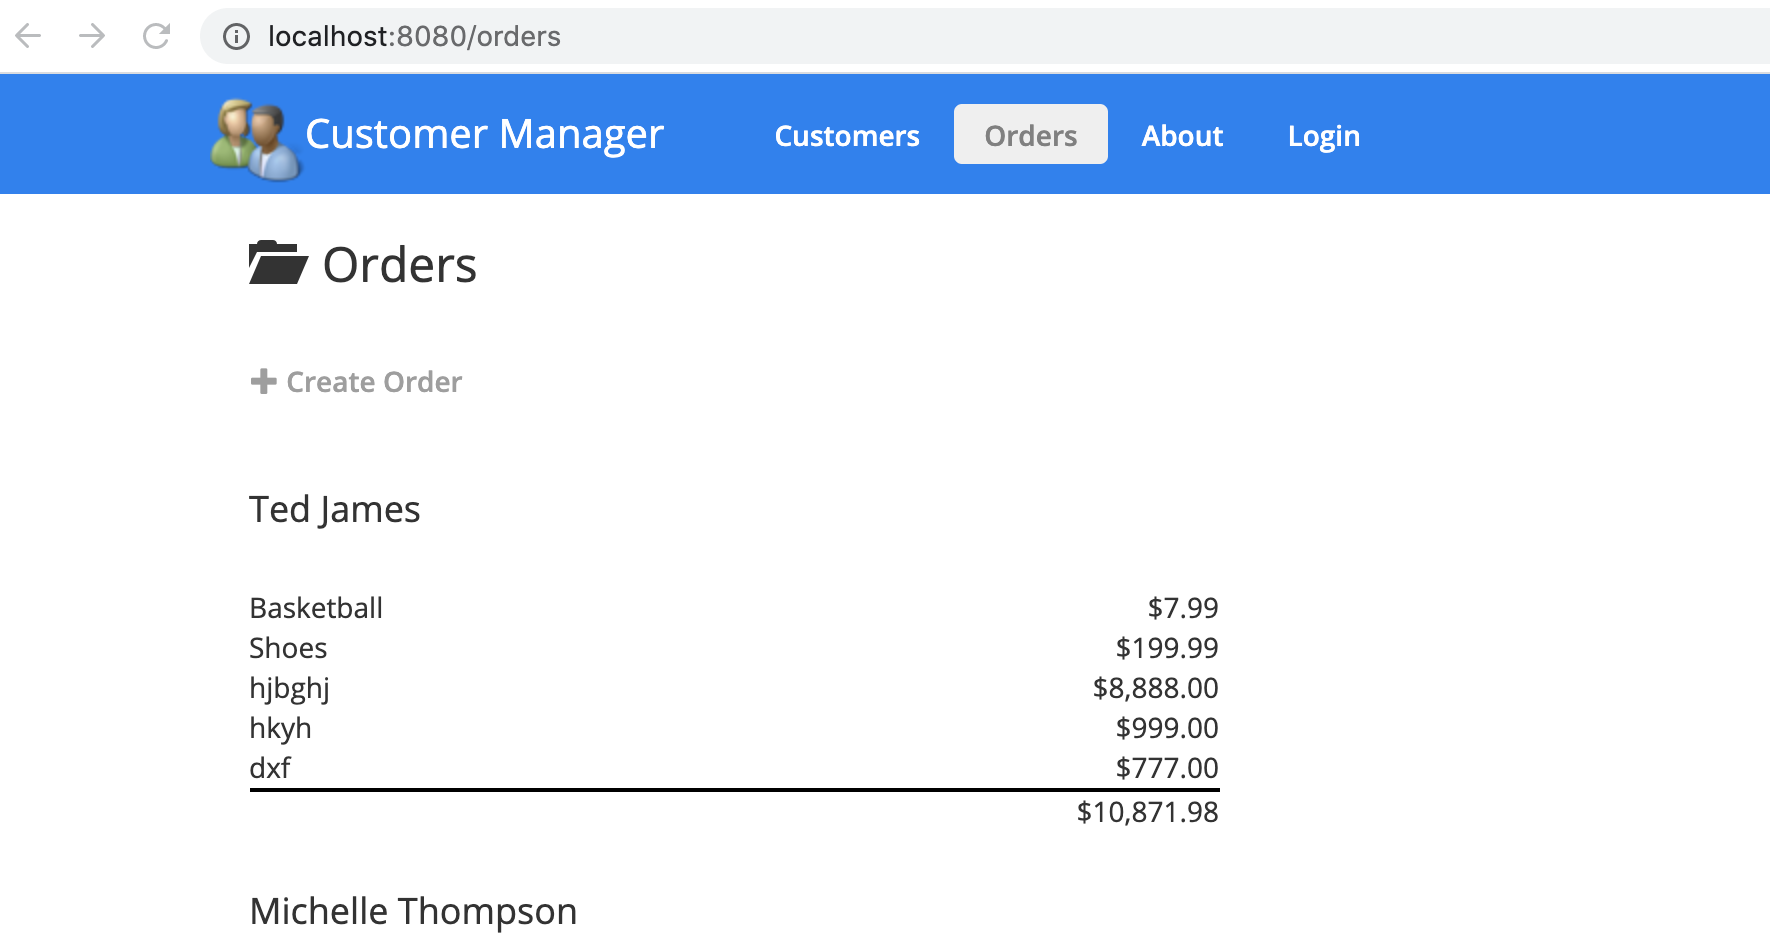 localhost:8080/orders
Customer Manager Customers Orders About Login
Orders
Create Order
Ted James
Basketball $7.99
Shoes $199.99
hjbghj $8,888.00
hkyh $999.00
dxf $777.00
$10,871.98
Michelle Thompson